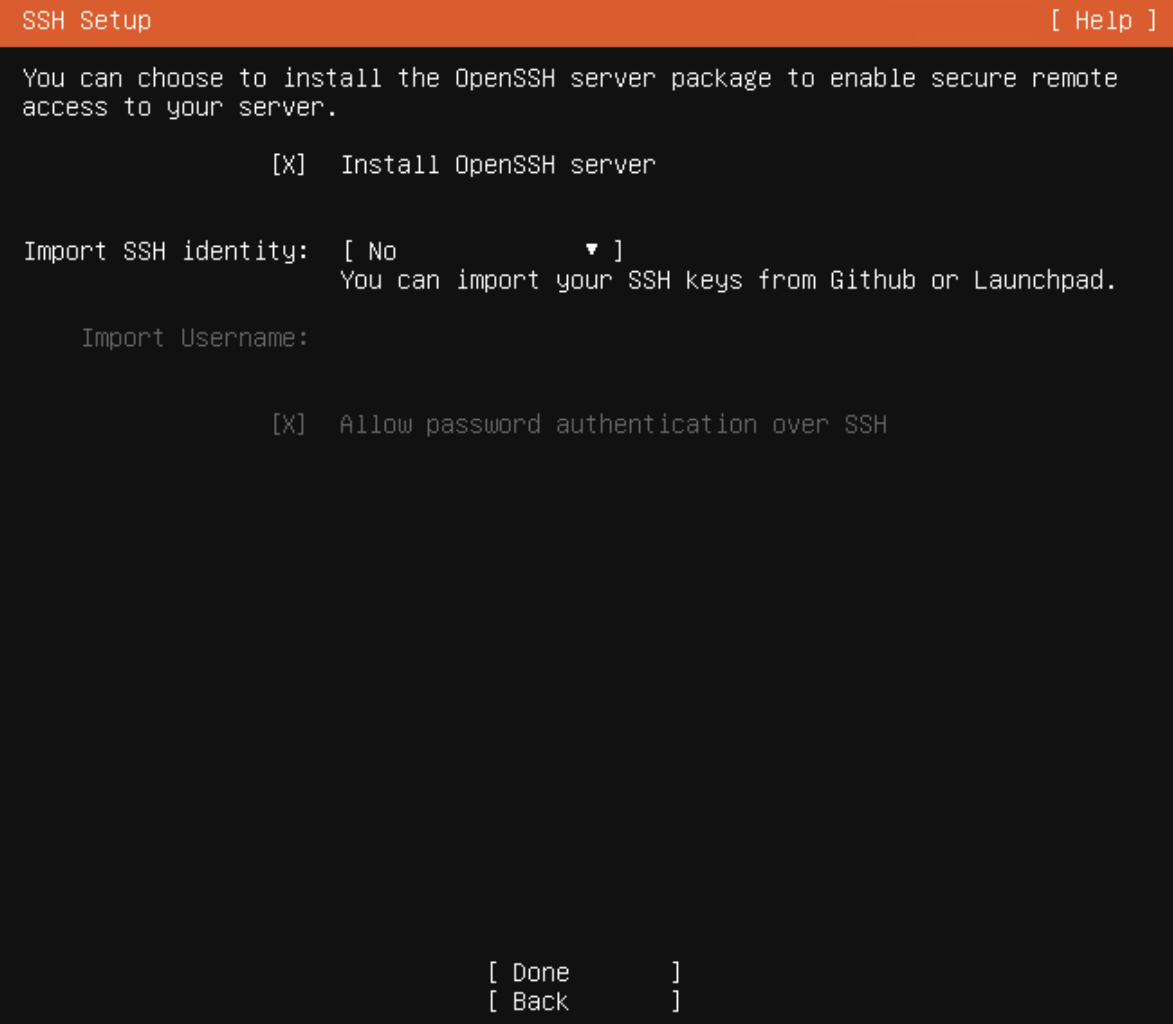 SSH Setup [ Help ]
You can choose to install the OpenSSH server package to enable secure remote
access to your server.
[X] Install OpenSSH server
Import SSH identity: [ No ▾ ]
You can import your SSH keys from Github or Launchpad.
Import Username:
[X] Allow password authentication over SSH
[ Done ]
[ Back ]